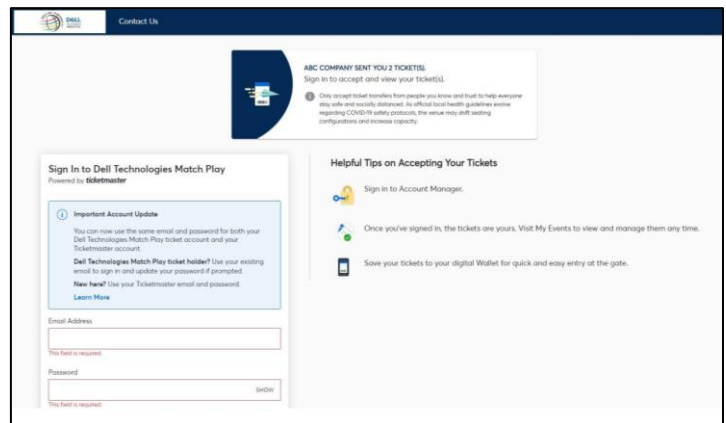 DELL
Contact Us
ABC COMPANY SENT YOU 2 TICKET(S).
Sign in to accept and view your ticket(s).
Only accept ticket transfers from people you know and trust to help everyone
stay safe and socially distanced. As official local health guidelines evolve
regarding COVID-19 safety protocols, the venue may shift seating
configurations and increase capacity.
Sign In to Dell Technologies Match Play
Powered by ticketmaster
Important Account Update
You can now use the same email and password for both your
Dell Technologies Match Play ticket account and your
Ticketmaster account.
Dell Technologies Match Play ticket holder? Use your existing
email to sign in and update your password if prompted.
New here? Use your Ticketmaster email and password.
Learn More
Email Address
This field is required.
Password
SHOW
This field is required.
Helpful Tips on Accepting Your Tickets
Sign in to Account Manager.
Once you've signed in, the tickets are yours. Visit My Events to view and manage them any time.
Save your tickets to your digital Wallet for quick and easy entry at the gate.